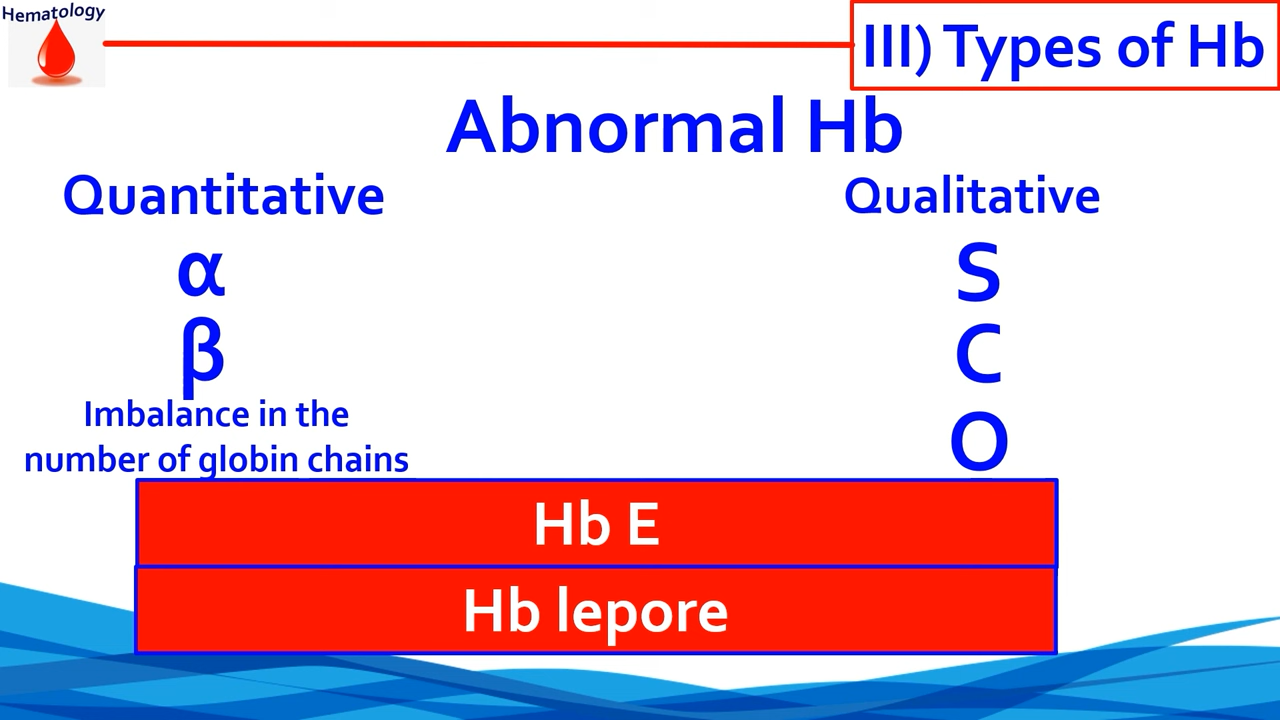 Hematology
III) Types of Hb
Abnormal Hb
Quantitative
Qualitative
α
S
β
C
Imbalance in the
number of globin chains
O
Hb E
Hb lepore